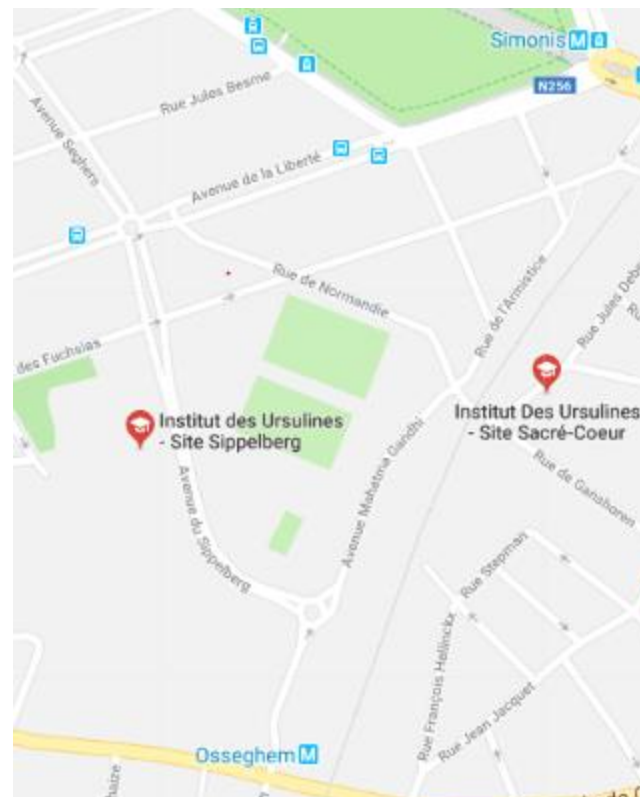 Simonis M
N256
Rue Jules Besme
Avenue Seghers
Avenue de la Liberté
Rue de Normandie
Rue de l'Armistice
des Fuchsias
Institut des Ursulines
- Site Sippelberg
Institut Des Ursulines
- Site Sacré-Coeur
Rue Jules Debe
Avenue Mahatma Gandhi
Rue de Ganshoren
Avenue du Sippelberg
Rue Stepman
Rue François Hellinckx
Rue Jean Jacquet
Osseghem M
haize